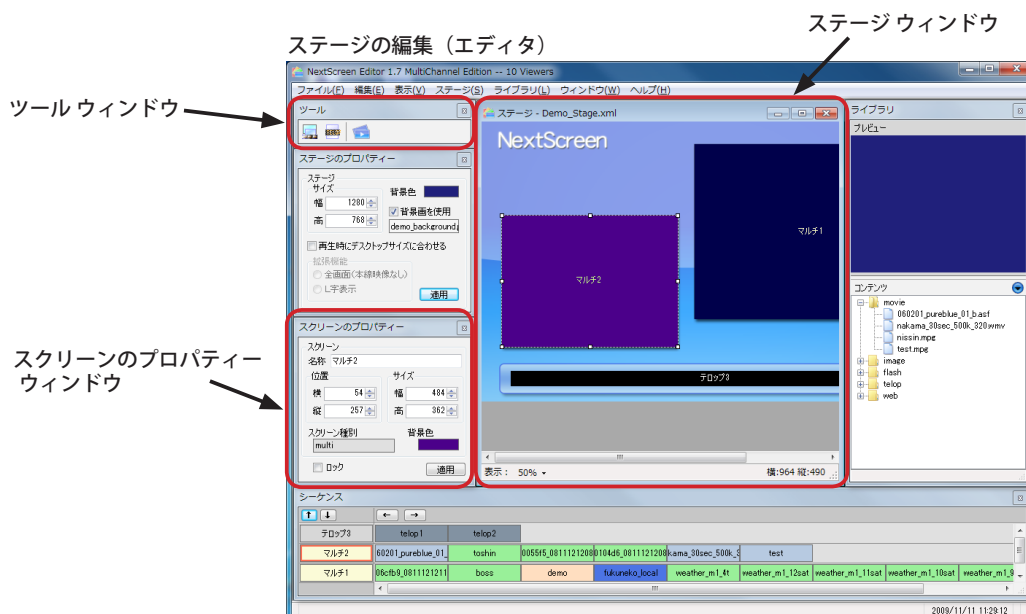 ステージ ウィンドウ
ステージの編集（エディタ）
ツール ウィンドウ
スクリーンのプロパティー
ウィンドウ
NextScreen Editor 1.7 MultiChannel Edition -- 10 Viewers
ファイル(F) 編集(E) 表示(V) ステージ(S) ライブラリ(L) ウィンドウ(W) ヘルプ(H)
ツール
ステージのプロパティー
ステージ
サイズ
幅 1280
高 768
背景色
背景画を使用
demo_background.
再生時にデスクトップサイズに合わせる
拡張機能
全画面(本線映像なし)
L字表示
適用
スクリーンのプロパティー
スクリーン
名称 マルチ2
位置 サイズ
横 54 幅 484
縦 257 高 362
スクリーン種別 背景色
multi
ロック 適用
ステージ - Demo_Stage.xml
NextScreen
マルチ1
マルチ2
テロップ3
表示： 50%
横:964 縦:490
ライブラリ
プレビュー
コンテンツ
movie
060201_pureblue_01_b.asf
nakama_30sec_500k_320.wmv
nissin.mpg
test.mpg
image
flash
telop
web
シーケンス
テロップ3 telop1 telop2
マルチ2 60201_pureblue_01_ toshin 0055f5_0811121208 0104d6_0811121208 kama_30sec_500k_3 test
マルチ1 06cfb9_0811121211 boss demo fukuneko_local weather_m1_4t weather_m1_12sat weather_m1_11sat weather_m1_10sat weather_m1_9
2009/11/11 11:29:12